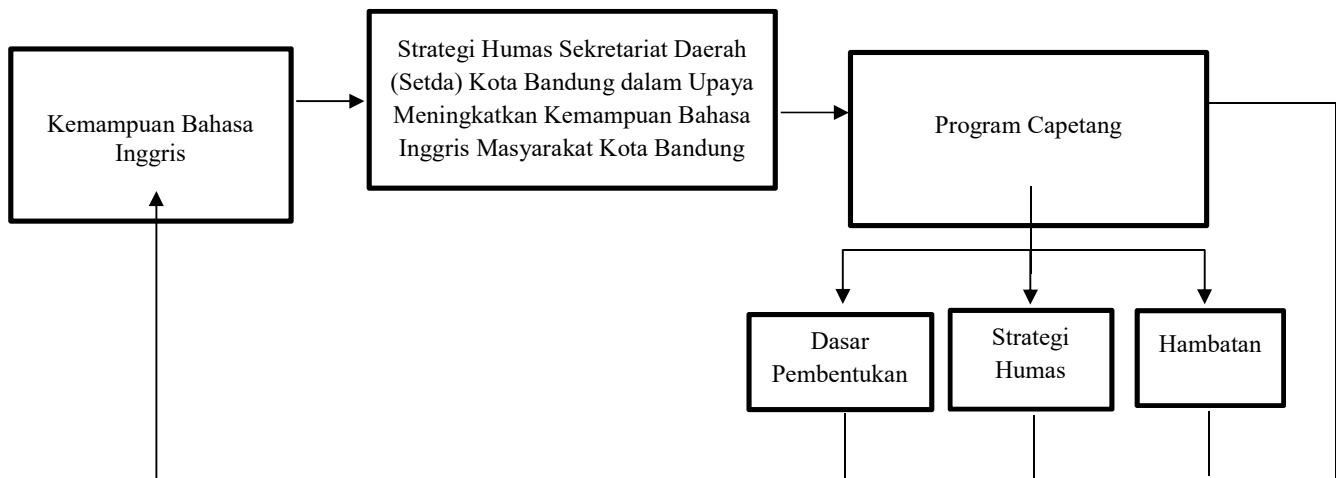 Kemampuan Bahasa
Inggris
Strategi Humas Sekretariat Daerah
(Setda) Kota Bandung dalam Upaya
Meningkatkan Kemampuan Bahasa
Inggris Masyarakat Kota Bandung
Program Capetang
Dasar
Pembentukan
Strategi
Humas
Hambatan